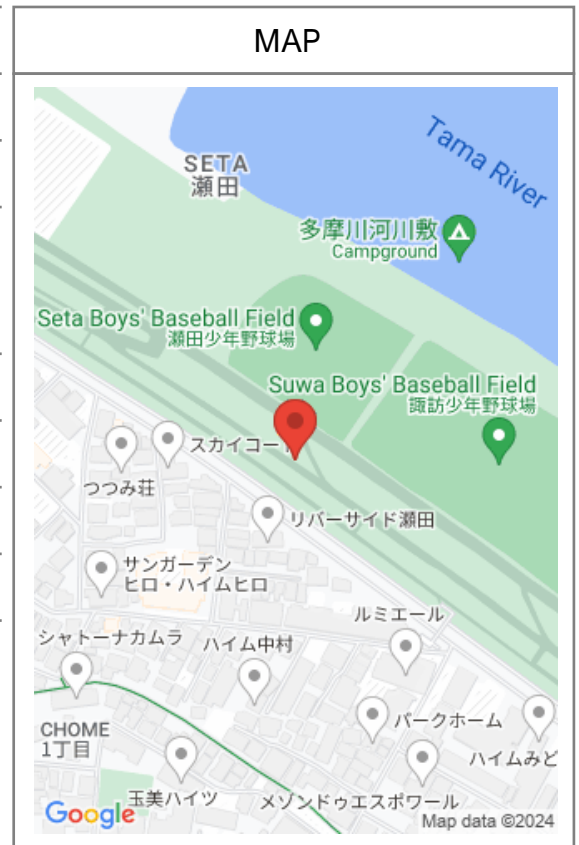 MAP
SETA
瀬田
Tama River
多摩川河川敷
Campground
Seta Boys' Baseball Field
瀬田少年野球場
Suwa Boys' Baseball Field
諏訪少年野球場
スカイコー
つつみ荘
リバーサイド瀬田
サンガーデン
ヒロ・ハイムヒロ
ルミエール
シャトーナカムラ
ハイム中村
パークホーム
CHOME
1丁目
ハイムみど
玉美ハイツ
メゾンドゥエスポワール
Google
Map data ©2024